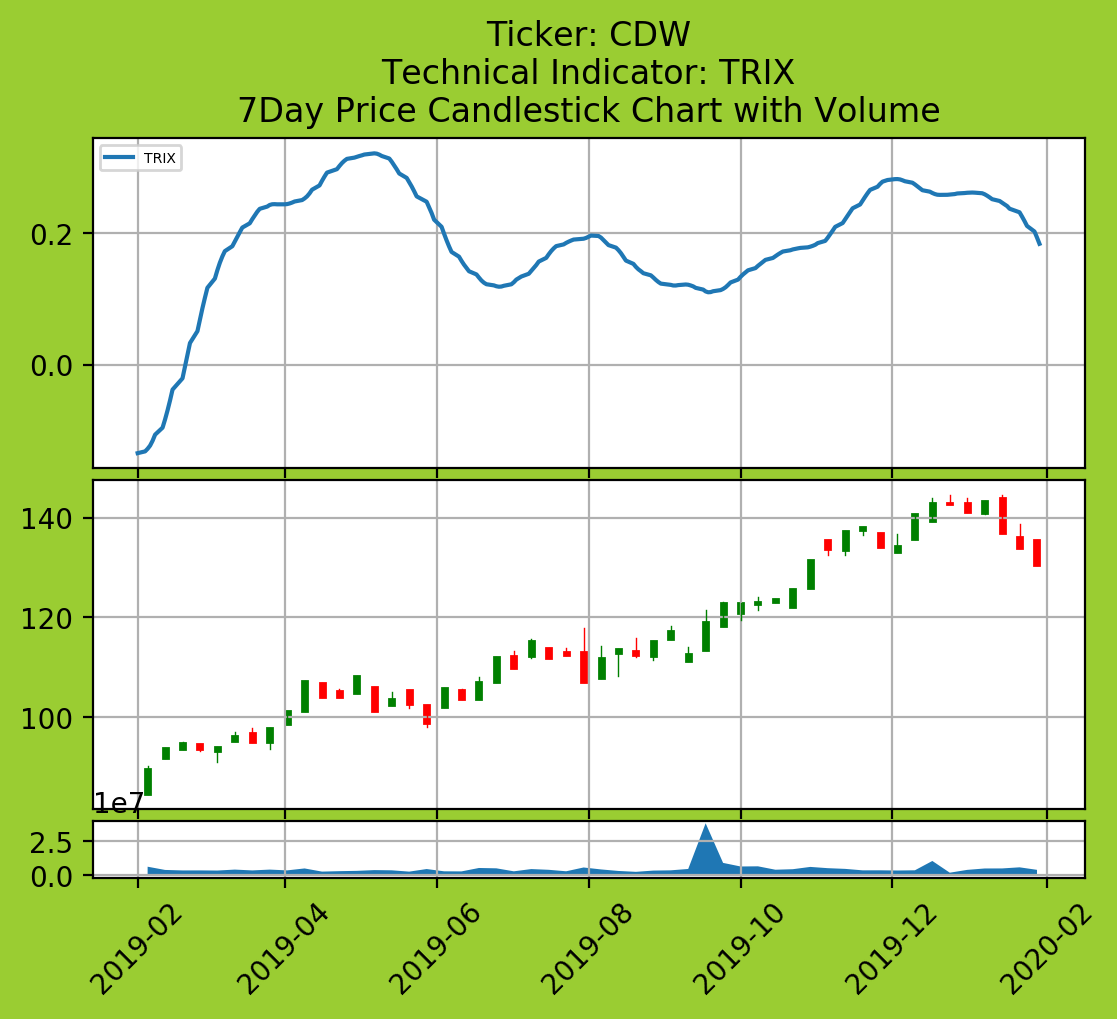 Ticker: CDW
Technical Indicator: TRIX
7Day Price Candlestick Chart with Volume
TRIX
0.2
0.0
140
120
100
1e7
2.5
0.0
2019-02
2019-04
2019-06
2019-08
2019-10
2019-12
2020-02